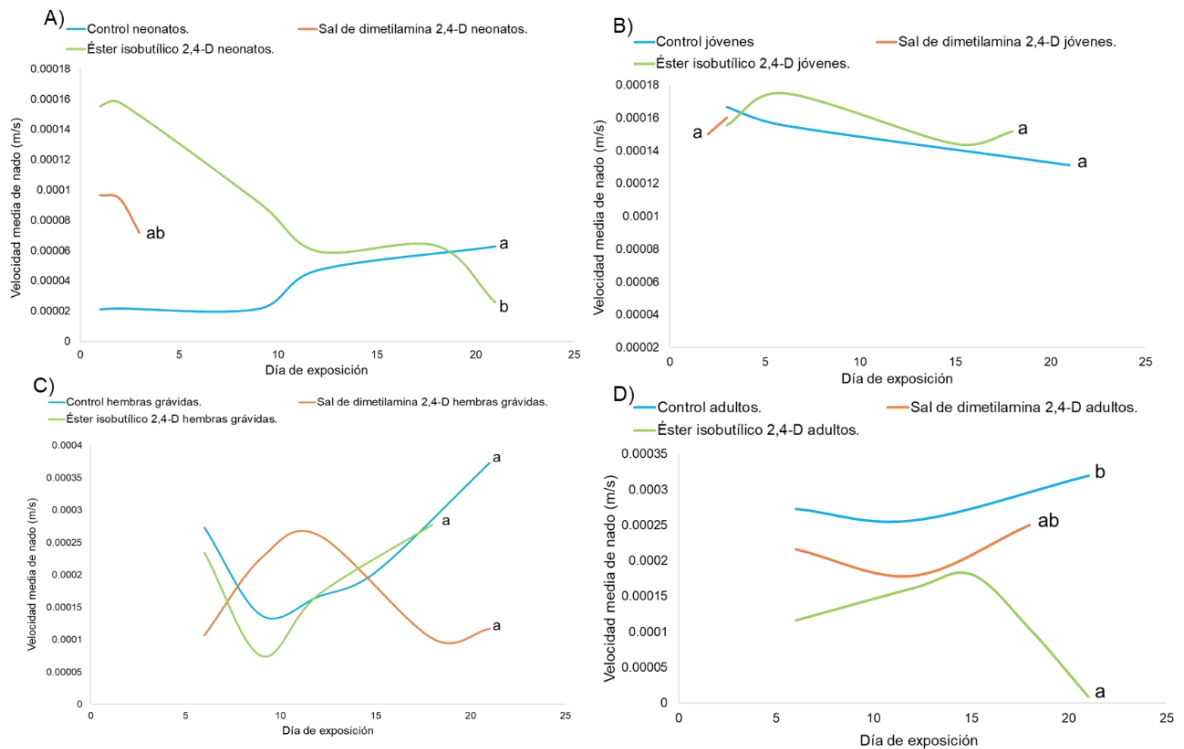 A)
Control neonatos.
Sal de dimetilamina 2,4-D neonatos.
Éster isobutílico 2,4-D neonatos.
Velocidad media de nado (m/s)
0.00018
0.00016
0.00014
0.00012
0.0001
0.00008
0.00006
0.00004
0.00002
0
ab
a
b
0 5 10 15 20 25
Día de exposición
B)
Control jóvenes
Sal de dimetilamina 2,4-D jóvenes.
Éster isobutílico 2,4-D jóvenes.
Velocidad media de nado (m/s)
0.00018
0.00016
0.00014
0.00012
0.0001
0.00008
0.00006
0.00004
0.00002
a
a
a
0 5 10 15 20 25
Día de exposición
C)
Control hembras grávidas.
Sal de dimetilamina 2,4-D hembras grávidas.
Éster isobutílico 2,4-D hembras grávidas.
Velocidad media de nado (m/s)
0.0004
0.00035
0.0003
0.00025
0.0002
0.00015
0.0001
0.00005
0
a
a
a
0 5 10 15 20 25
Día de exposición
D)
Control adultos.
Sal de dimetilamina 2,4-D adultos.
Éster isobutílico 2,4-D adultos.
Velocidad media de nado (m/s)
0.00035
0.0003
0.00025
0.0002
0.00015
0.0001
0.00005
0
b
ab
a
0 5 10 15 20 25
Día de exposición